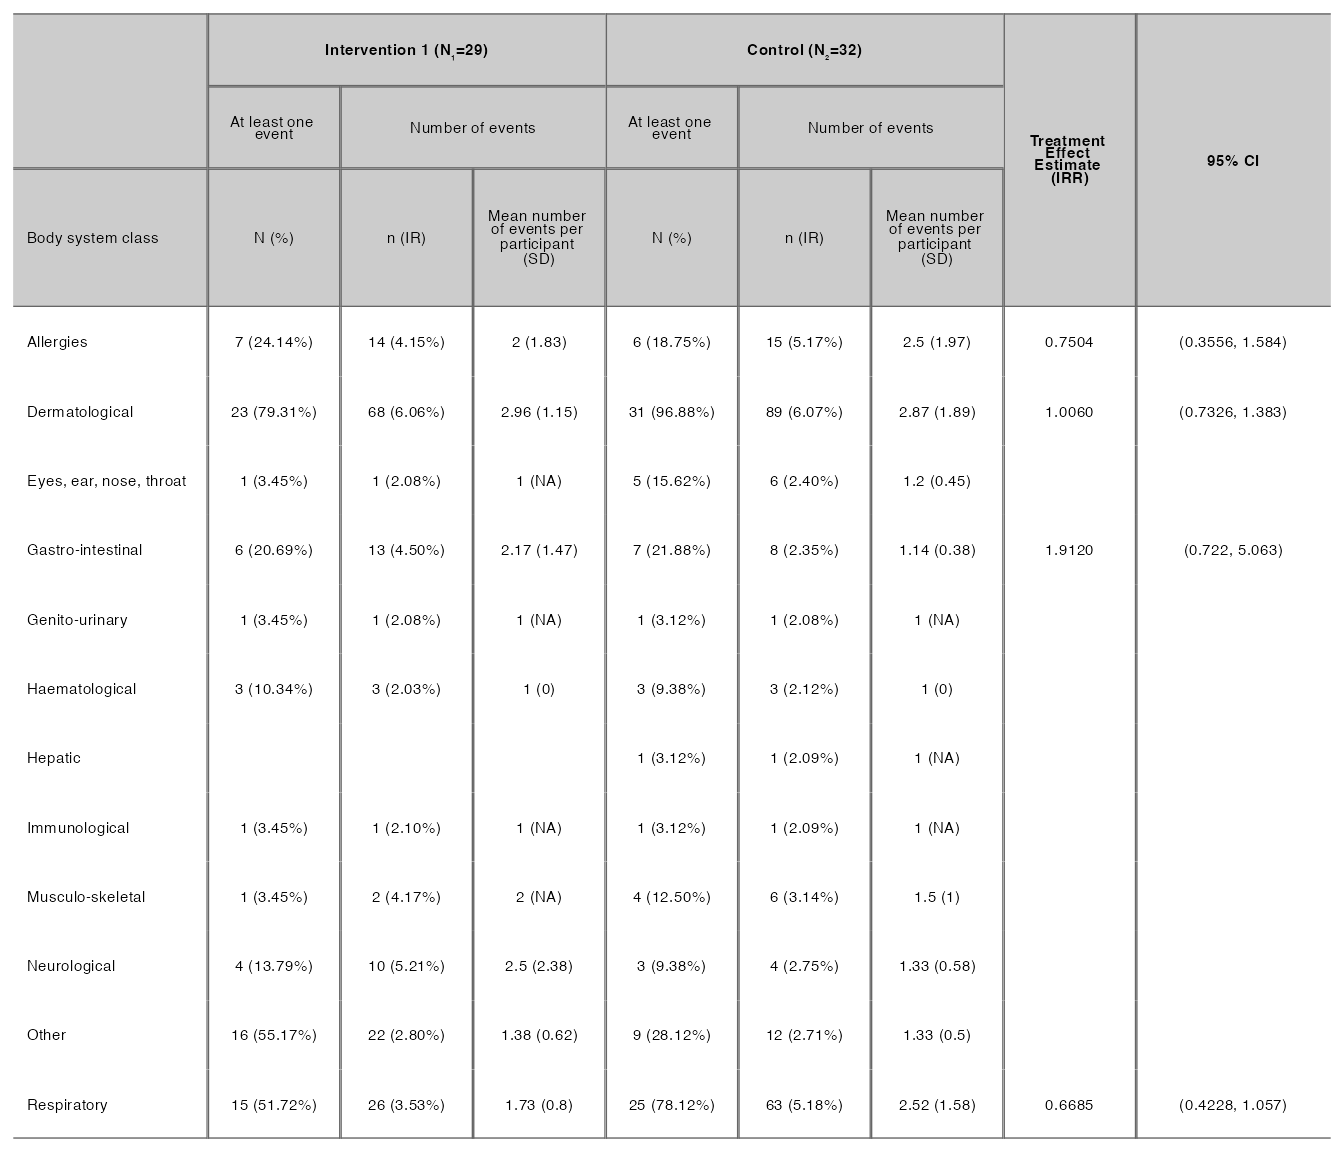 Intervention 1 (N1=29) Control (N2=32)
At least one event Number of events At least one event Number of events Treatment Effect Estimate (IRR) 95% CI
Body system class N (%) n (IR) Mean number of events per participant (SD) N (%) n (IR) Mean number of events per participant (SD)
Allergies 7 (24.14%) 14 (4.15%) 2 (1.83) 6 (18.75%) 15 (5.17%) 2.5 (1.97) 0.7504 (0.3556, 1.584)
Dermatological 23 (79.31%) 68 (6.06%) 2.96 (1.15) 31 (96.88%) 89 (6.07%) 2.87 (1.89) 1.0060 (0.7326, 1.383)
Eyes, ear, nose, throat 1 (3.45%) 1 (2.08%) 1 (NA) 5 (15.62%) 6 (2.40%) 1.2 (0.45)
Gastro-intestinal 6 (20.69%) 13 (4.50%) 2.17 (1.47) 7 (21.88%) 8 (2.35%) 1.14 (0.38) 1.9120 (0.722, 5.063)
Genito-urinary 1 (3.45%) 1 (2.08%) 1 (NA) 1 (3.12%) 1 (2.08%) 1 (NA)
Haematological 3 (10.34%) 3 (2.03%) 1 (0) 3 (9.38%) 3 (2.12%) 1 (0)
Hepatic 1 (3.12%) 1 (2.09%) 1 (NA)
Immunological 1 (3.45%) 1 (2.10%) 1 (NA) 1 (3.12%) 1 (2.09%) 1 (NA)
Musculo-skeletal 1 (3.45%) 2 (4.17%) 2 (NA) 4 (12.50%) 6 (3.14%) 1.5 (1)
Neurological 4 (13.79%) 10 (5.21%) 2.5 (2.38) 3 (9.38%) 4 (2.75%) 1.33 (0.58)
Other 16 (55.17%) 22 (2.80%) 1.38 (0.62) 9 (28.12%) 12 (2.71%) 1.33 (0.5)
Respiratory 15 (51.72%) 26 (3.53%) 1.73 (0.8) 25 (78.12%) 63 (5.18%) 2.52 (1.58) 0.6685 (0.4228, 1.057)